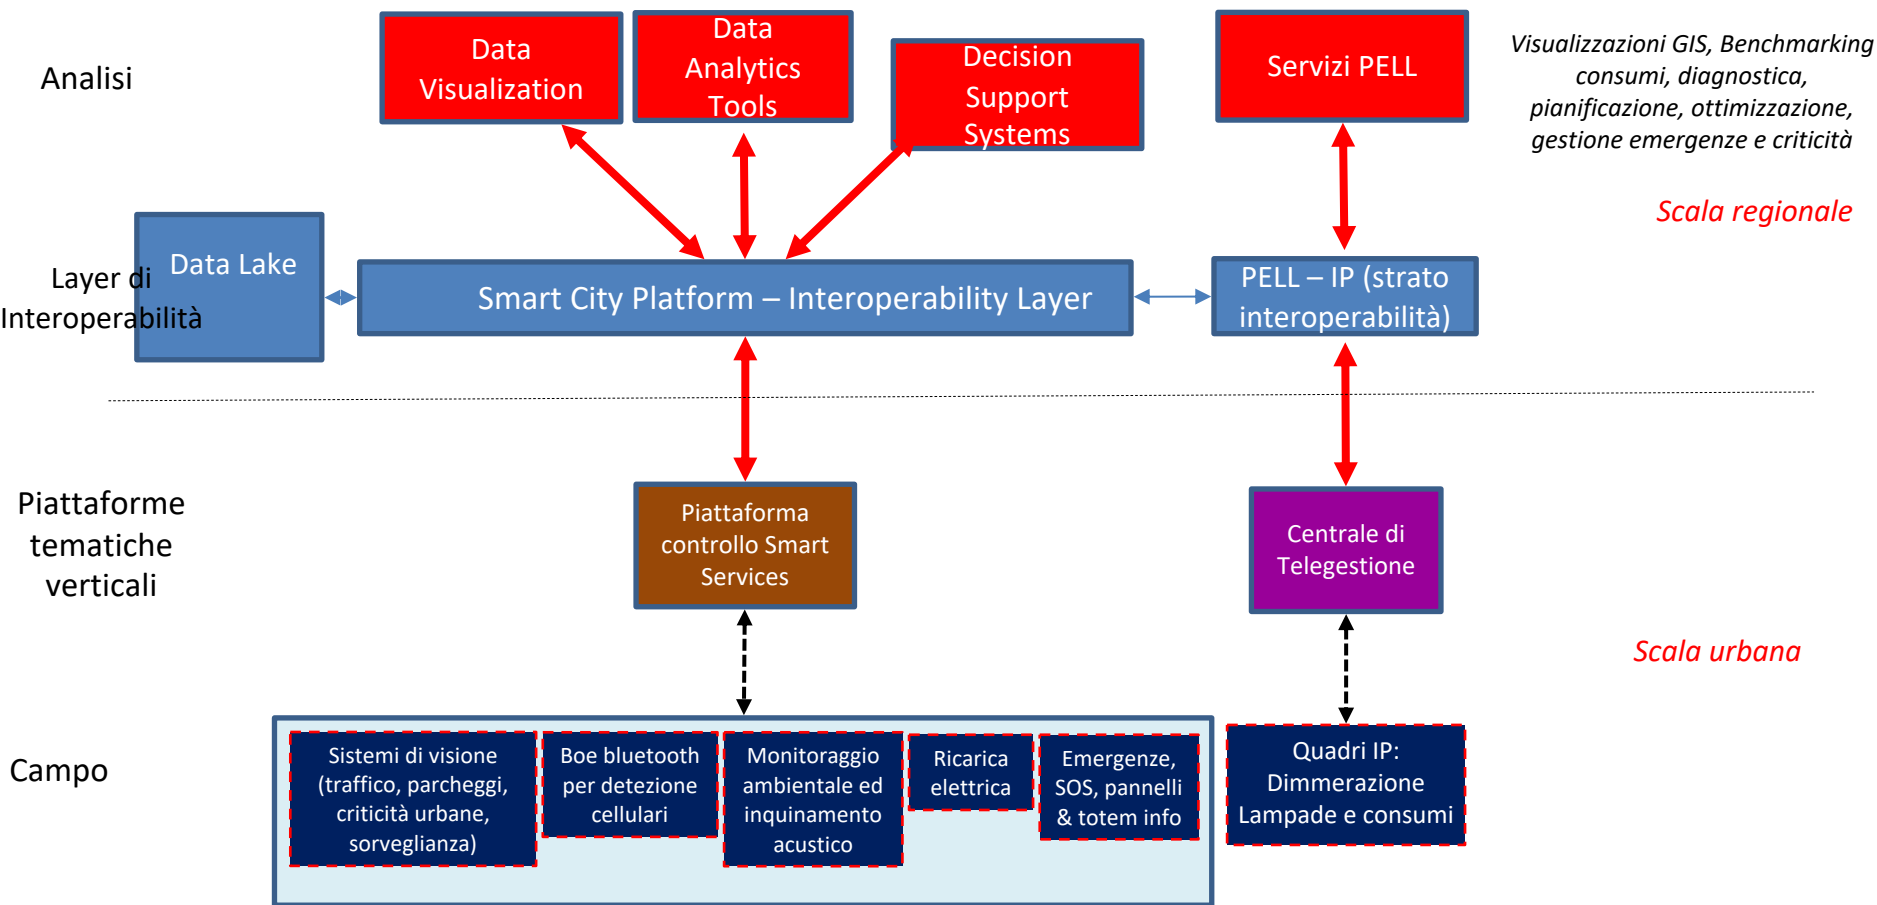 Analisi
Data
Visualization
Data
Analytics
Tools
Decision
Support
Systems
Servizi PELL
Visualizzazioni GIS, Benchmarking
consumi, diagnostica,
pianificazione, ottimizzazione,
gestione emergenze e criticità
Scala regionale
Layer di
Interoperabilità
Data Lake
Smart City Platform – Interoperability Layer
PELL – IP (strato
interoperabilità)
Piattaforme
tematiche
verticali
Piattaforma
controllo Smart
Services
Centrale di
Telegestione
Scala urbana
Campo
Sistemi di visione
(traffico, parcheggi,
criticità urbane,
sorveglianza)
Boe bluetooth
per detezione
cellulari
Monitoraggio
ambientale ed
inquinamento
acustico
Ricarica
elettrica
Emergenze,
SOS, pannelli
& totem info
Quadri IP:
Dimmerazione
Lampade e consumi